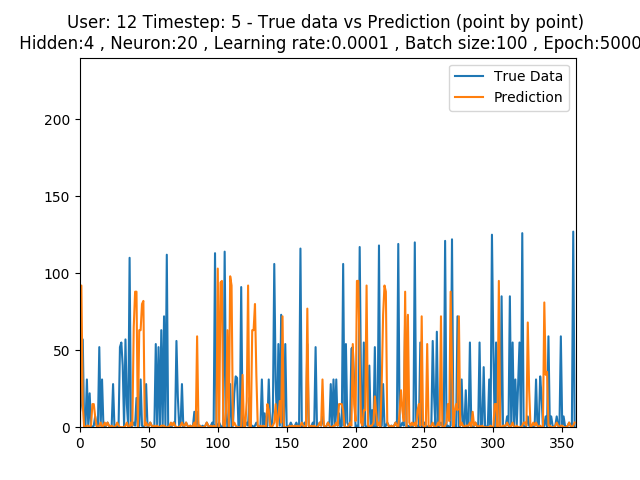 User: 12 Timestep: 5 - True data vs Prediction (point by point)
Hidden:4 , Neuron:20 , Learning rate:0.0001 , Batch size:100 , Epoch:5000
True Data
Prediction
200
150
100
50
0
0 50 100 150 200 250 300 350